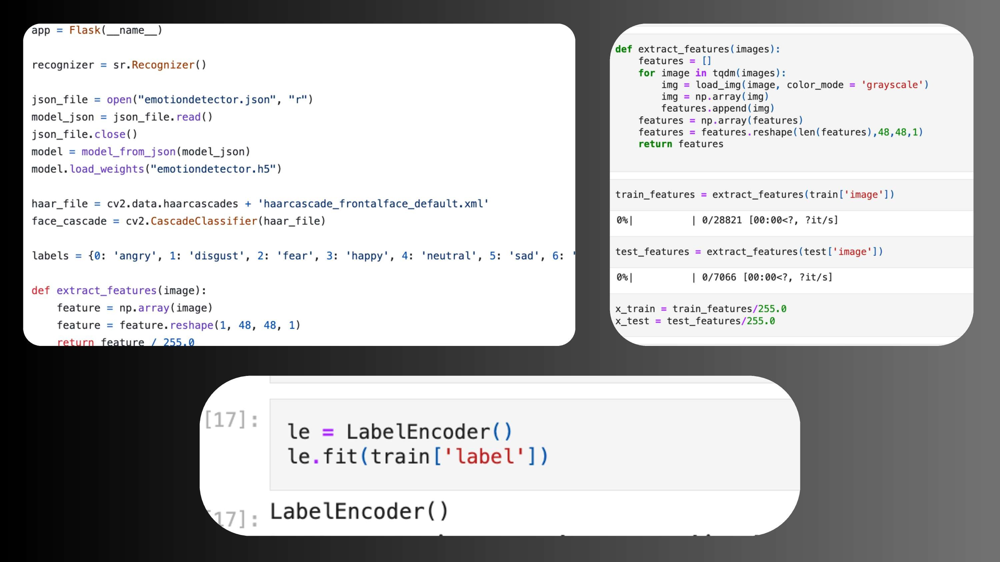 app = Flask(__name__)
recognizer = sr.Recognizer()
json_file = open("emotiondetector.json", "r")
model_json = json_file.read()
json_file.close()
model = model_from_json(model_json)
model.load_weights("emotiondetector.h5")
haar_file = cv2.data.haarcascades + 'haarcascade_frontalface_default.xml'
face_cascade = cv2.CascadeClassifier(haar_file)
labels = {0: 'angry', 1: 'disgust', 2: 'fear', 3: 'happy', 4: 'neutral', 5: 'sad', 6: '
def extract_features(image):
    feature = np.array(image)
    feature = feature.reshape(1, 48, 48, 1)
    return feature / 255.0
def extract_features(images):
    features = []
    for image in tqdm(images):
        img = load_img(image, color_mode = 'grayscale')
        img = np.array(img)
        features.append(img)
    features = np.array(features)
    features = features.reshape(len(features),48,48,1)
    return features
train_features = extract_features(train['image'])
0%|          | 0/28821 [00:00<?, ?it/s]
test_features = extract_features(test['image'])
0%|          | 0/7066 [00:00<?, ?it/s]
x_train = train_features/255.0
x_test = test_features/255.0
[17]:
le = LabelEncoder()
le.fit(train['label'])
17]: LabelEncoder()